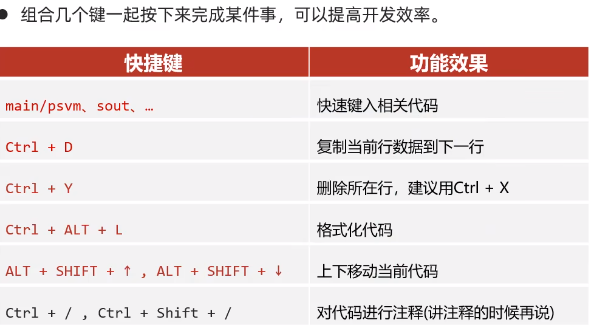 ● 组合几个键一起按下来完成某件事，可以提高开发效率。
快捷键 功能效果
main/psvm、sout、… 快速键入相关代码
Ctrl + D 复制当前行数据到下一行
Ctrl + Y 删除所在行，建议用Ctrl + X
Ctrl + ALT + L 格式化代码
ALT + SHIFT + ↑ , ALT + SHIFT + ↓ 上下移动当前代码
Ctrl + / , Ctrl + Shift + / 对代码进行注释(讲注释的时候再说)